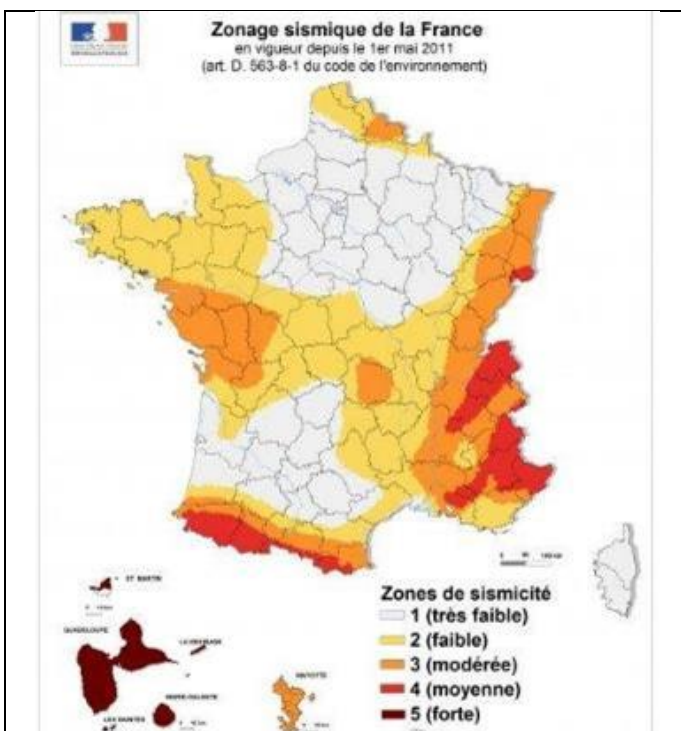 Zonage sismique de la France
en vigueur depuis le 1er mai 2011
(art. D. 563-8-1 du code de l'environnement)
Zones de sismicité
1 (très faible)
2 (faible)
3 (modérée)
4 (moyenne)
5 (forte)
ST MARTIN
GUADELOUPE
LA DESIRADE
MARIE-GALANTE
LES SAINTES
MAYOTTE